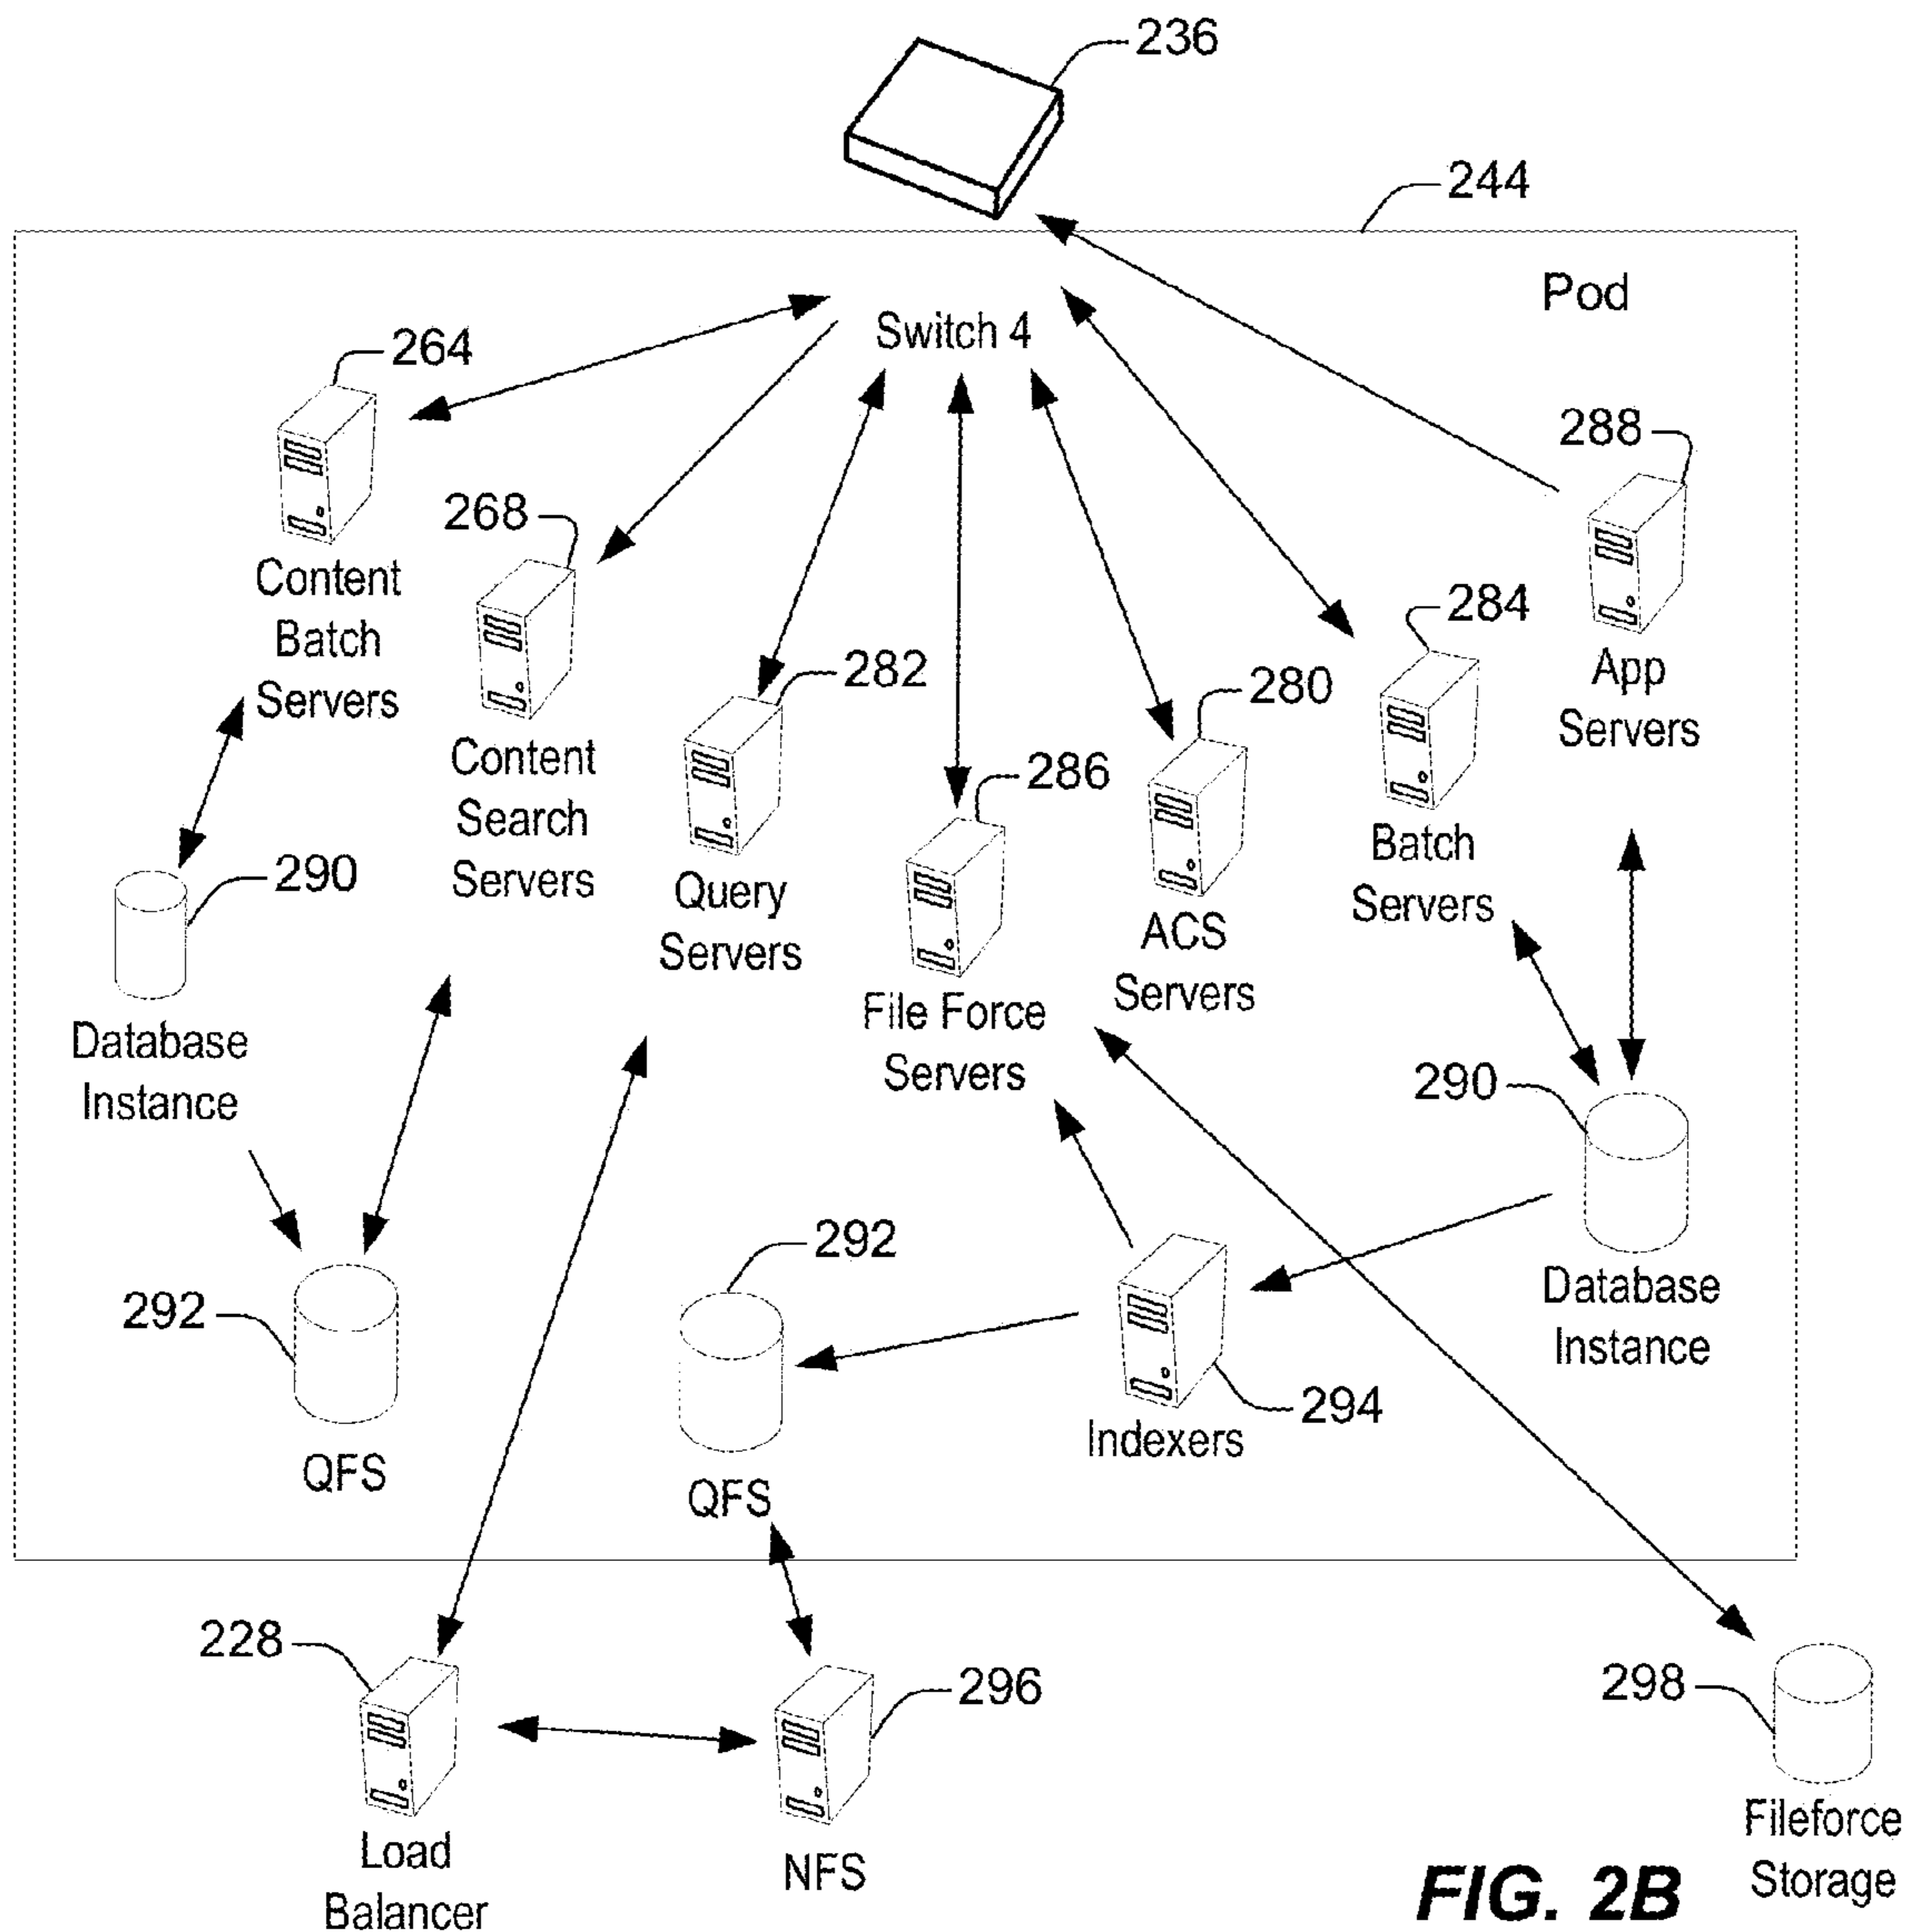 236
244
Pod
Switch 4
264
Content
Batch
Servers
268
Content
Search
Servers
282
Query
Servers
286
File Force
Servers
280
ACS
Servers
284
Batch
Servers
288
App
Servers
290
Database
Instance
290
Database
Instance
292
QFS
292
QFS
294
Indexers
228
Load
Balancer
296
NFS
298
Fileforce
Storage
FIG. 2B